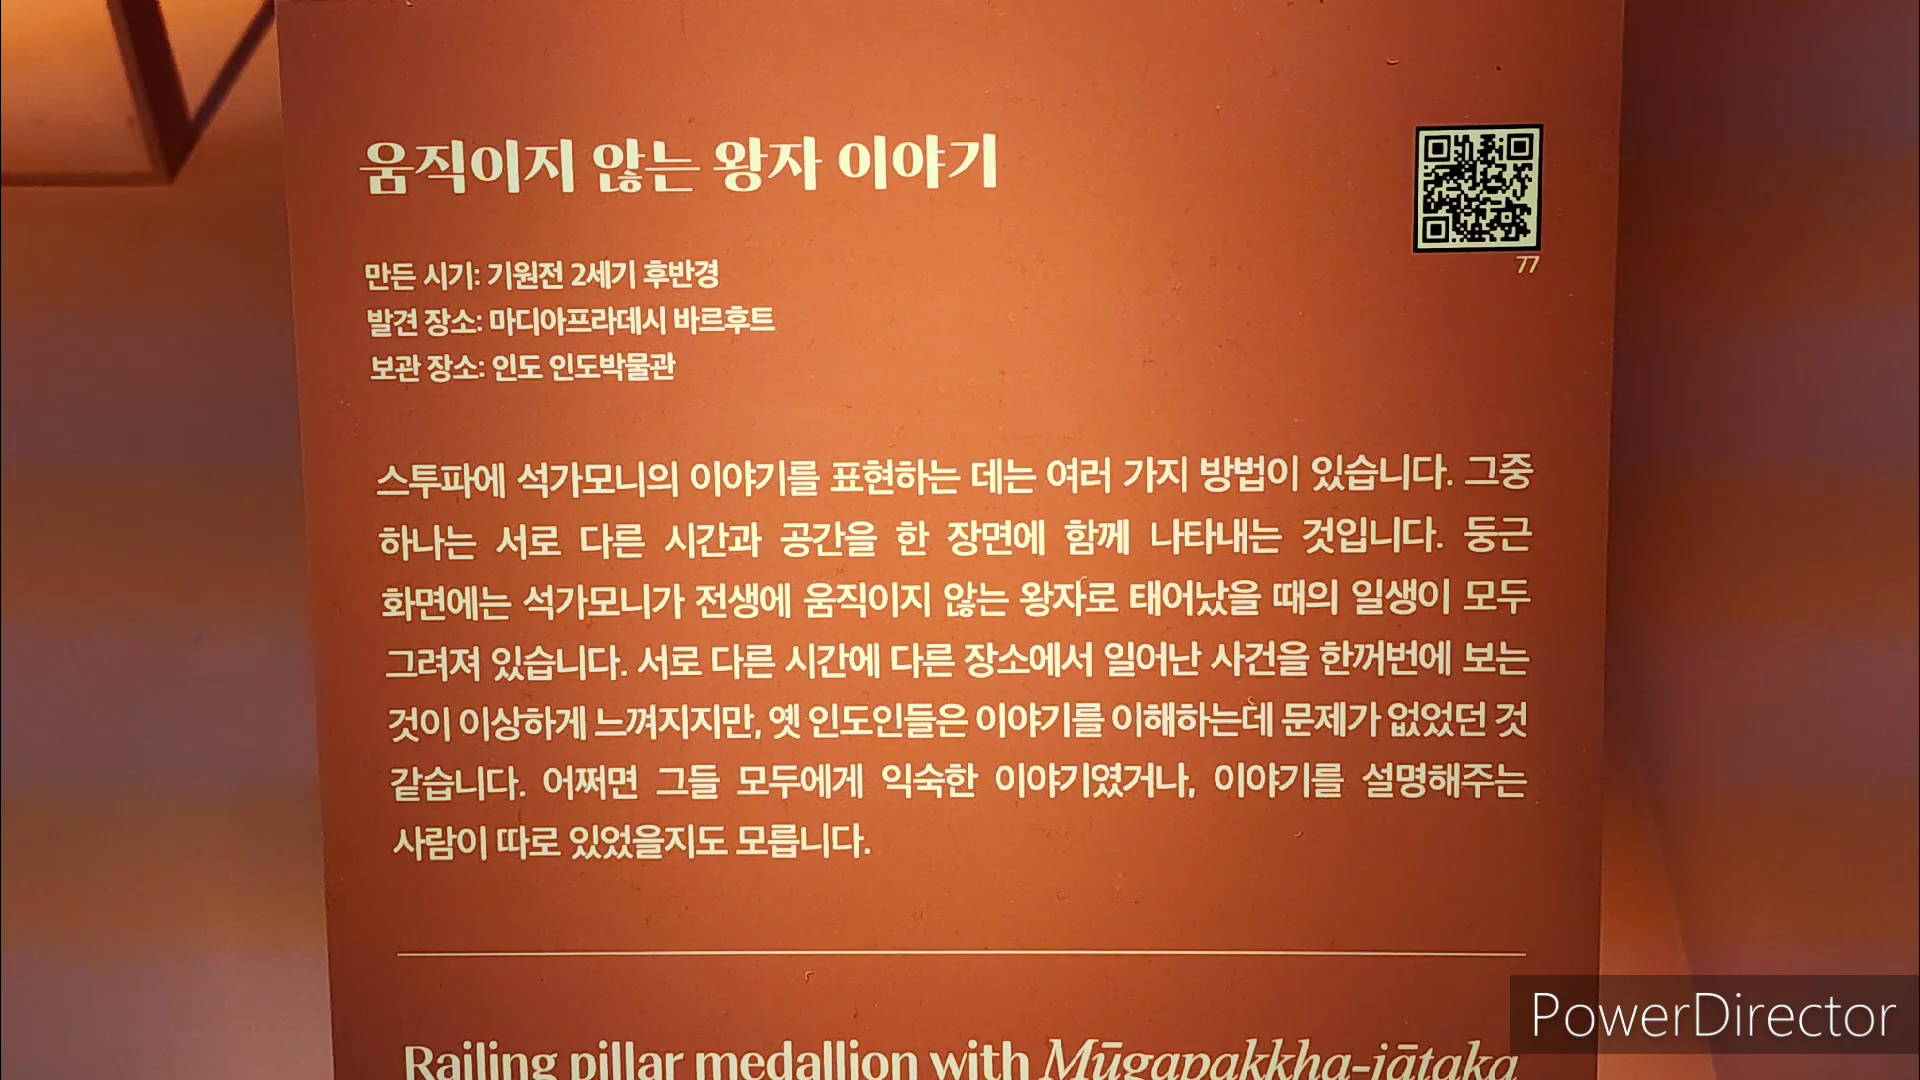 움직이지 않는 왕자 이야기
77
만든 시기: 기원전 2세기 후반경
발견 장소: 마디아프라데시 바르후트
보관 장소: 인도 인도박물관
스투파에 석가모니의 이야기를 표현하는 데는 여러 가지 방법이 있습니다. 그중
하나는 서로 다른 시간과 공간을 한 장면에 함께 나타내는 것입니다. 둥근
화면에는 석가모니가 전생에 움직이지 않는 왕자로 태어났을 때의 일생이 모두
그려져 있습니다. 서로 다른 시간에 다른 장소에서 일어난 사건을 한꺼번에 보는
것이 이상하게 느껴지지만, 옛 인도인들은 이야기를 이해하는데 문제가 없었던 것
같습니다. 어쩌면 그들 모두에게 익숙한 이야기였거나, 이야기를 설명해주는
사람이 따로 있었을지도 모릅니다.
Railing pillar medallion with Mūgapakkha-jātaka
PowerDirector